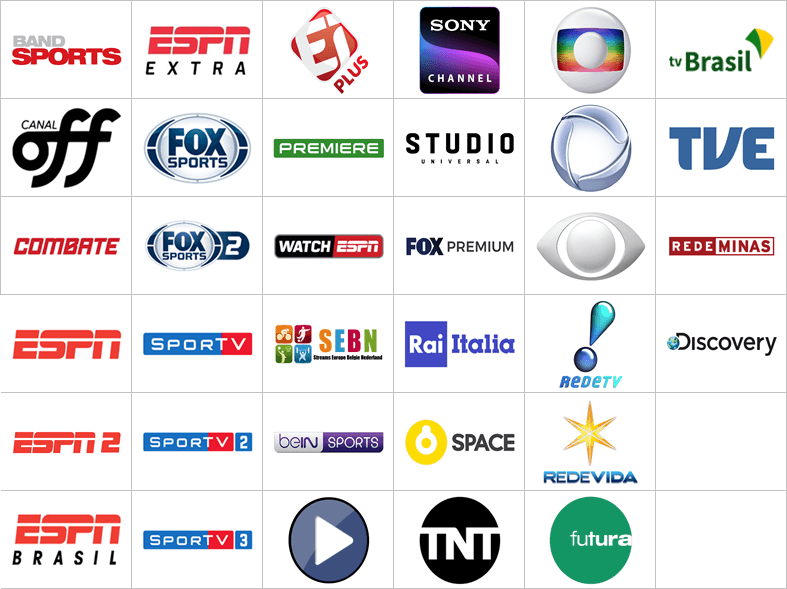 BAND
SPORTS
ESPN
EXTRA
EI
PLUS
SONY
CHANNEL
tv Brasil
CANAL
off
FOX
SPORTS
PREMIERE
STUDIO
UNIVERSAL
TVE
COMBATE
FOX
SPORTS 2
WATCH ESPN
FOX PREMIUM
REDE MINAS
ESPN
SPORTV
SEBN
Streams Europe Belgie Nederland
Rai Italia
REDETV
Discovery
ESPN 2
SPORTV 2
beIN SPORTS
SPACE
REDEVIDA
ESPN
BRASIL
SPORTV 3
TNT
futura